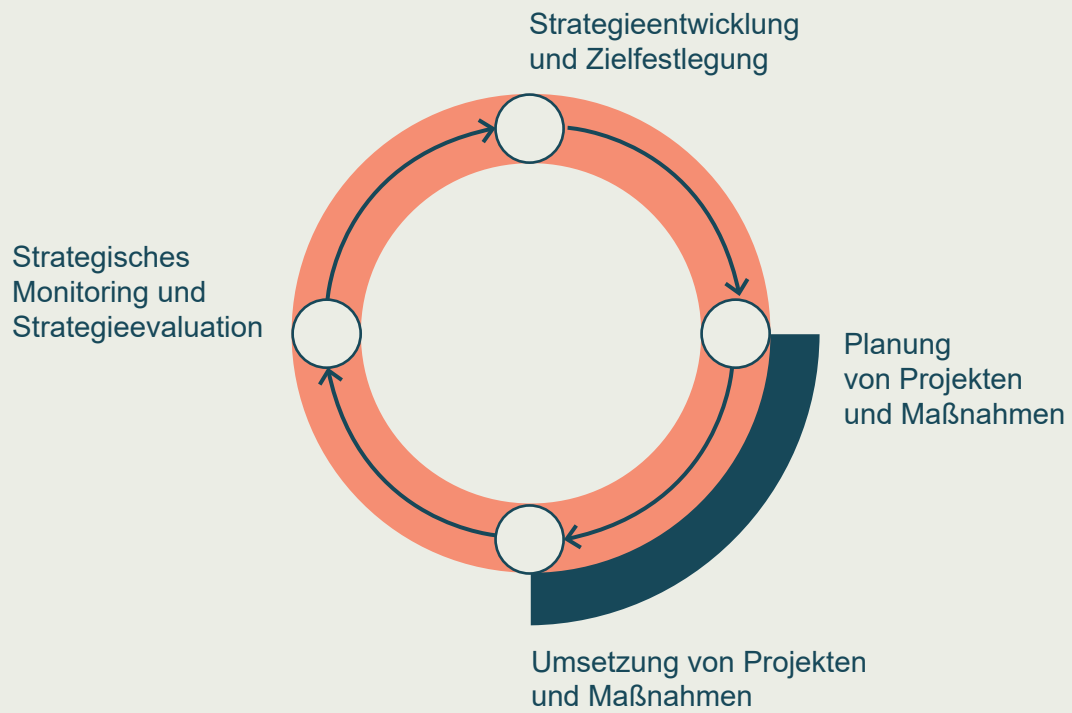 Strategieentwicklung
und Zielfestlegung
Strategisches
Monitoring und
Strategieevaluation
Planung
von Projekten
und Maßnahmen
Umsetzung von Projekten
und Maßnahmen